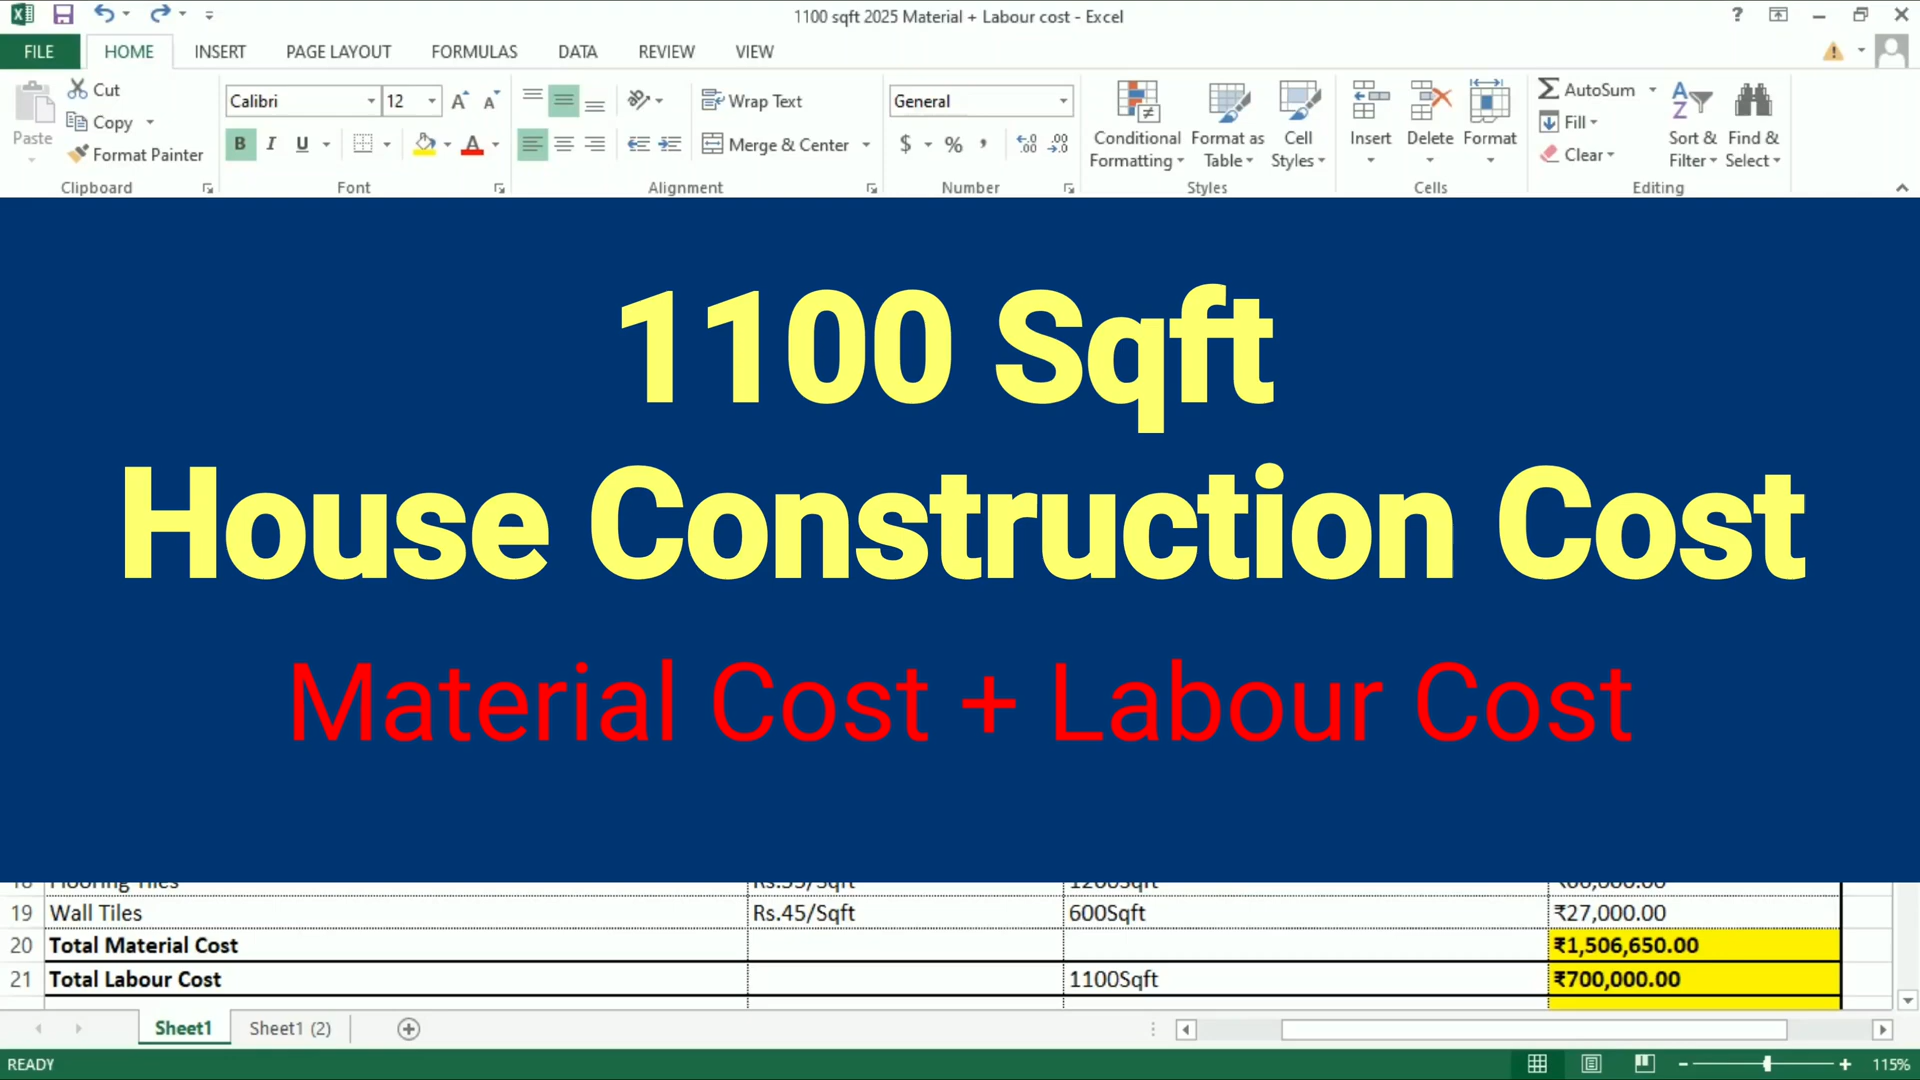 1100 sqft 2025 Material + Labour cost - Excel
?
FILE HOME INSERT PAGE LAYOUT FORMULAS DATA REVIEW VIEW
Paste
Cut
Copy
Format Painter
Clipboard
Calibri 12
B I U
Font
Wrap Text
Merge & Center
Alignment
General
$ %
Number
Conditional Formatting
Format as Table
Cell Styles
Styles
Insert
Delete
Format
Cells
AutoSum
Fill
Clear
Sort & Filter
Find & Select
Editing
1100 Sqft
House Construction Cost
Material Cost + Labour Cost
19 Wall Tiles Rs.45/Sqft 600Sqft ₹27,000.00
20 Total Material Cost ₹1,506,650.00
21 Total Labour Cost 1100Sqft ₹700,000.00
Sheet1 Sheet1 (2)
READY 115%